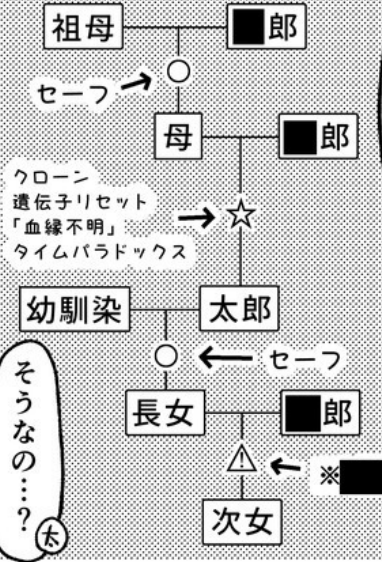 祖母
郎
セーフ
母
郎
クローン
遺伝子リセット
「血縁不明」
タイムパラドックス
幼馴染
太郎
セーフ
長女
郎
※
次女
そうなの…?
太